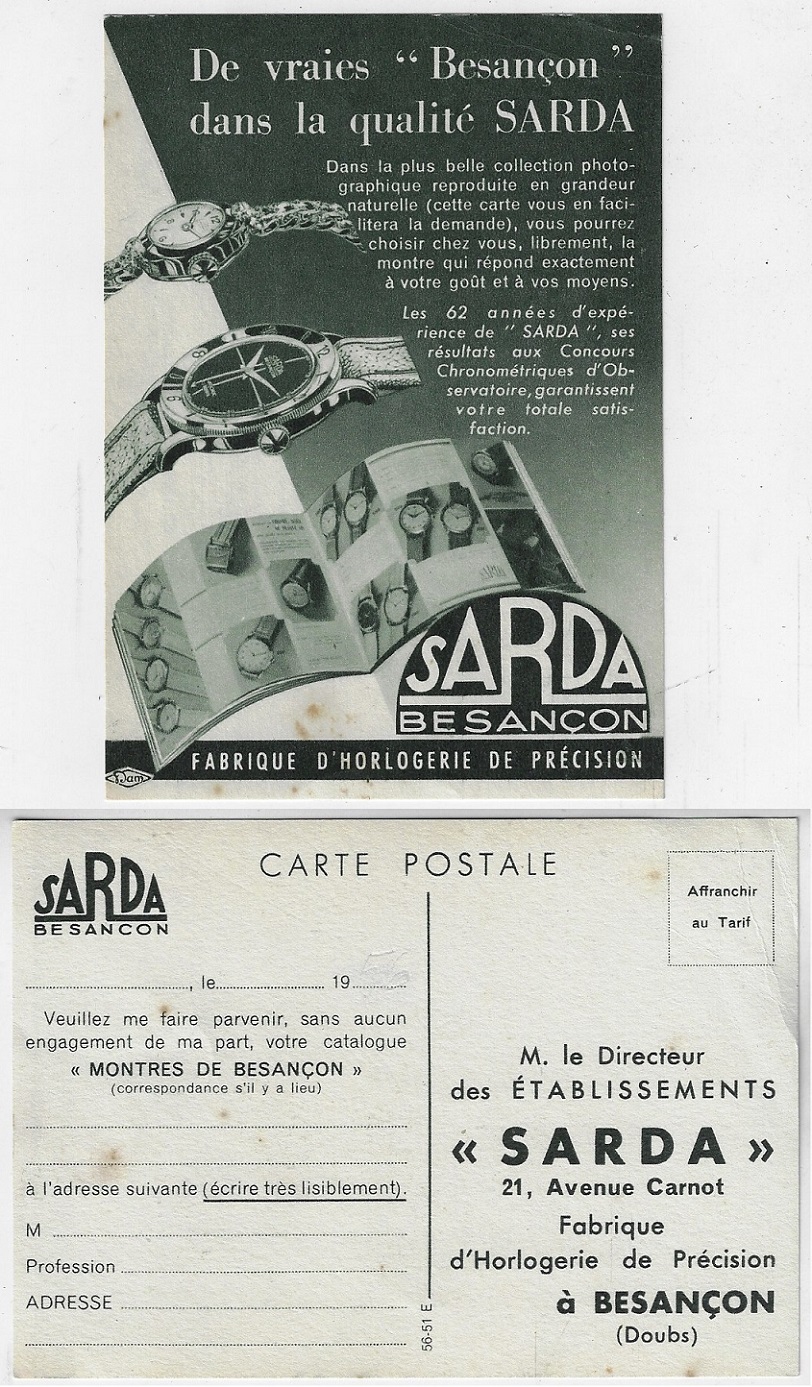 De vraies “ Besançon ”
dans la qualité SARDA
Dans la plus belle collection photo-
graphique reproduite en grandeur
naturelle (cette carte vous en faci-
litera la demande), vous pourrez
choisir chez vous, librement, la
montre qui répond exactement
à votre goût et à vos moyens.
Les 62 années d'expé-
rience de " SARDA ", ses
résultats aux Concours
Chronométriques d'Ob-
servatoire, garantissent
votre totale satis-
faction.
SARDA
BESANÇON
FABRIQUE D'HORLOGERIE DE PRÉCISION
SARDA
BESANCON
CARTE POSTALE
Affranchir
au Tarif
, le 19
Veuillez me faire parvenir, sans aucun
engagement de ma part, votre catalogue
« MONTRES DE BESANÇON »
(correspondance s'il y a lieu)
à l'adresse suivante (écrire très lisiblement).
M
Profession
ADRESSE
56-51 E
M. le Directeur
des ÉTABLISSEMENTS
« SARDA »
21, Avenue Carnot
Fabrique
d'Horlogerie de Précision
à BESANÇON
(Doubs)